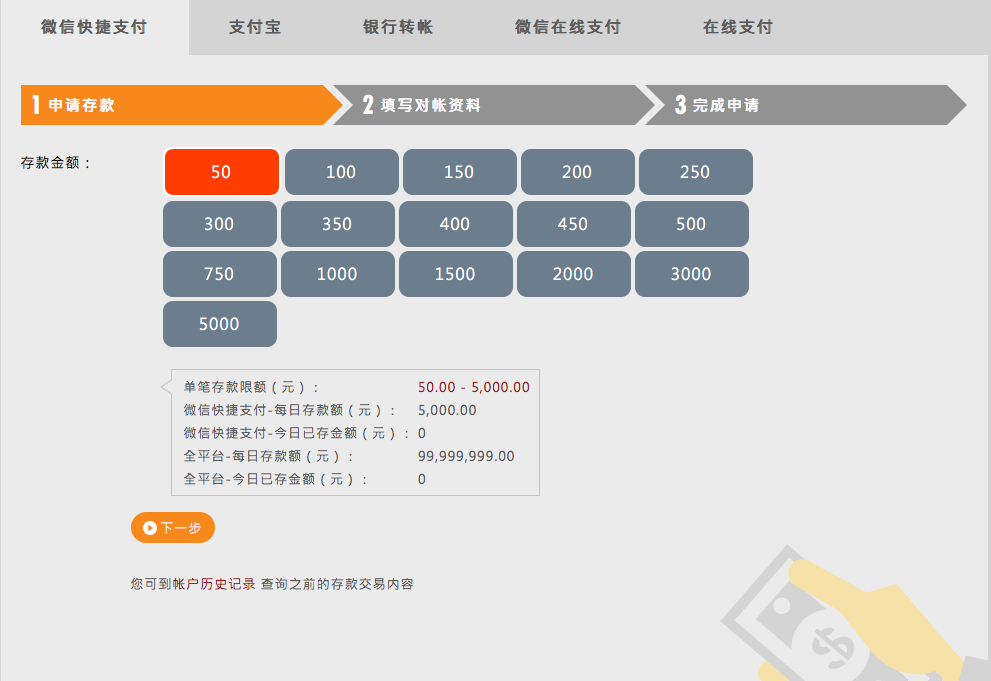 微信快捷支付 支付宝 银行转帐 微信在线支付 在线支付
1 申请存款 2 填写对帐资料 3 完成申请
存款金额：
50 100 150 200 250
300 350 400 450 500
750 1000 1500 2000 3000
5000
单笔存款限额（元）： 50.00 - 5,000.00
微信快捷支付-每日存款额（元）： 5,000.00
微信快捷支付-今日已存金额（元）： 0
全平台-每日存款额（元）： 99,999,999.00
全平台-今日已存金额（元）： 0
下一步
您可到帐户历史记录 查询之前的存款交易内容
$